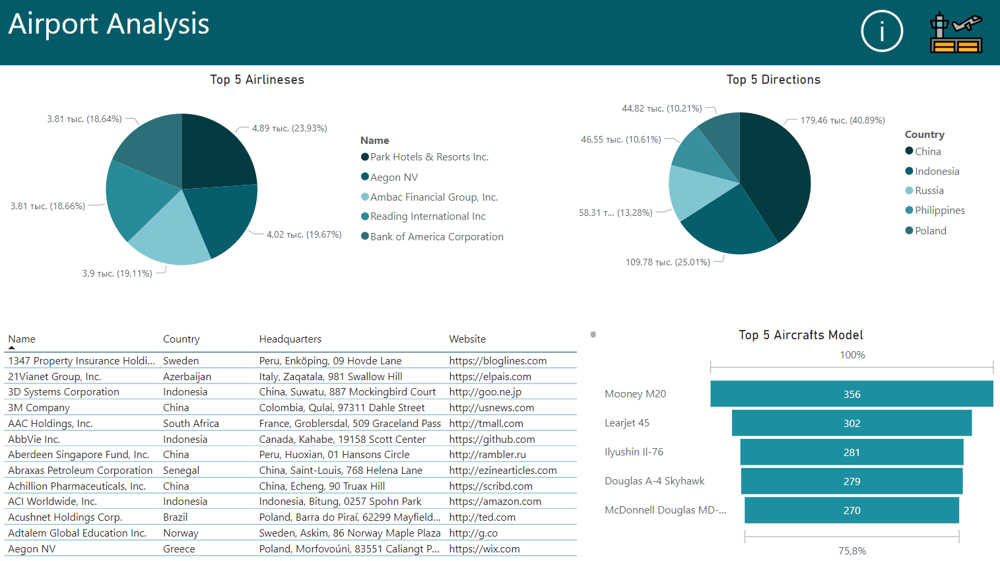 Airport Analysis
i
Top 5 Airlineses
3,81 тыс. (18,64%)
4,89 тыс. (23,93%)
3,81 тыс. (18,66%)
4,02 тыс. (19,67%)
3,9 тыс. (19,11%)
Name
Park Hotels & Resorts Inc.
Aegon NV
Ambac Financial Group, Inc.
Reading International Inc
Bank of America Corporation
Top 5 Directions
44,82 тыс. (10,21%)
179,46 тыс. (40,89%)
46,55 тыс. (10,61%)
58,31 т... (13,28%)
109,78 тыс. (25,01%)
Country
China
Indonesia
Russia
Philippines
Poland
Name Country Headquarters Website
1347 Property Insurance Holdi... Sweden Peru, Enköping, 09 Hovde Lane https://bloglines.com
21Vianet Group, Inc. Azerbaijan Italy, Zaqatala, 981 Swallow Hill https://elpais.com
3D Systems Corporation Indonesia China, Suwatu, 887 Mockingbird Court http://goo.ne.jp
3M Company China Colombia, Qulai, 97311 Dahle Street http://usnews.com
AAC Holdings, Inc. South Africa France, Groblersdal, 509 Graceland Pass http://tmall.com
AbbVie Inc. Indonesia Canada, Kahabe, 19158 Scott Center https://github.com
Aberdeen Singapore Fund, Inc. China Peru, Huoxian, 01 Hansons Circle http://rambler.ru
Abraxas Petroleum Corporation Senegal China, Saint-Louis, 768 Helena Lane http://ezinearticles.com
Achillion Pharmaceuticals, Inc. China China, Echeng, 90 Truax Hill https://scribd.com
ACI Worldwide, Inc. Indonesia Indonesia, Bitung, 0257 Spohn Park https://amazon.com
Acushnet Holdings Corp. Brazil Poland, Barra do Piraí, 62299 Mayfield... http://ted.com
Adtalem Global Education Inc. Norway Sweden, Askim, 86 Norway Maple Plaza http://g.co
Aegon NV Greece Poland, Morfovoúni, 83551 Caliangt P... https://wix.com
Top 5 Aircrafts Model
100%
Mooney M20 356
Learjet 45 302
Ilyushin Il-76 281
Douglas A-4 Skyhawk 279
McDonnell Douglas MD-... 270
75,8%